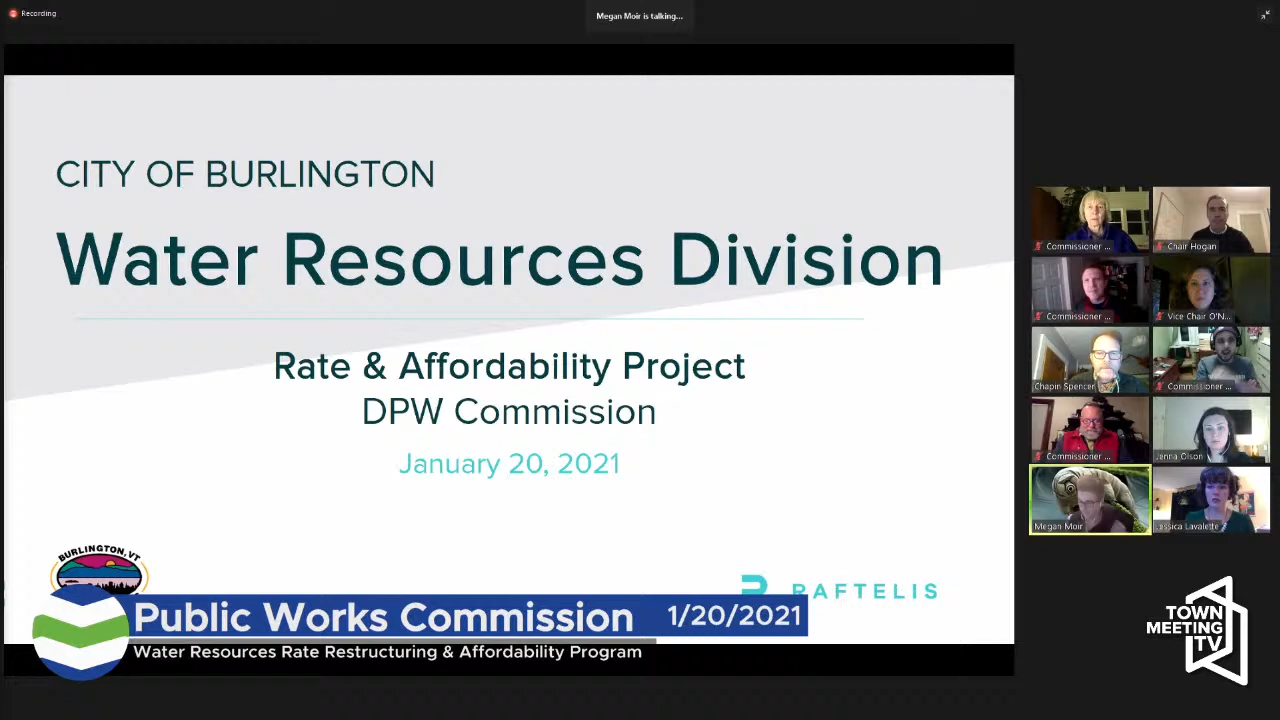 Recording
Megan Moir is talking...
CITY OF BURLINGTON
Water Resources Division
Rate & Affordability Project
DPW Commission
January 20, 2021
BURLINGTON, VT
RAFTELIS
Public Works Commission 1/20/2021
Water Resources Rate Restructuring & Affordability Program
Commissioner ...
Chair Hogan
Commissioner ...
Vice Chair O'N...
Chapin Spencer
Commissioner ...
Commissioner ...
Jenna Olson
Megan Moir
Jessica Lavalette
TOWN
MEETING
TV